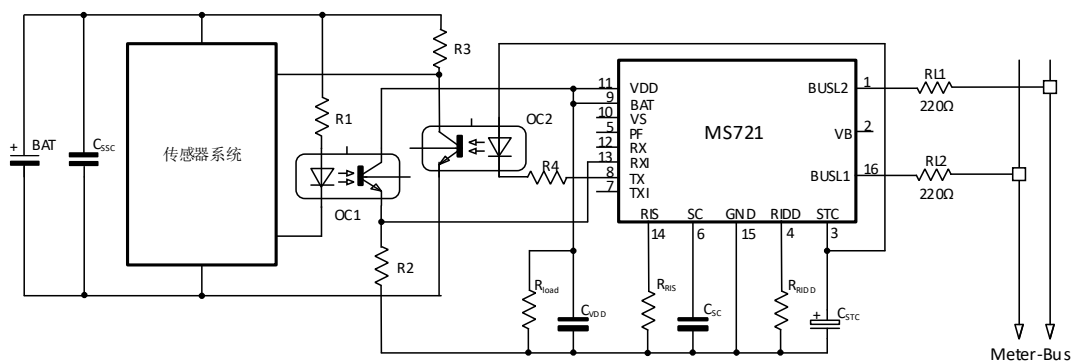 R3
11
VDD
BUSL2
1
RL1
220Ω
9
BAT
10
VS
OC2
VB
2
5
PF
MS721
12
RX
13
RXI
BAT
C_SSC
R1
传感器系统
R4
8
TX
BUSL1
16
RL2
220Ω
7
TXI
OC1
RIS
SC
GND
RIDD
STC
14
6
15
4
3
R2
R_load
C_VDD
R_RIS
C_SC
R_RIDD
C_STC
Meter-Bus
+
+